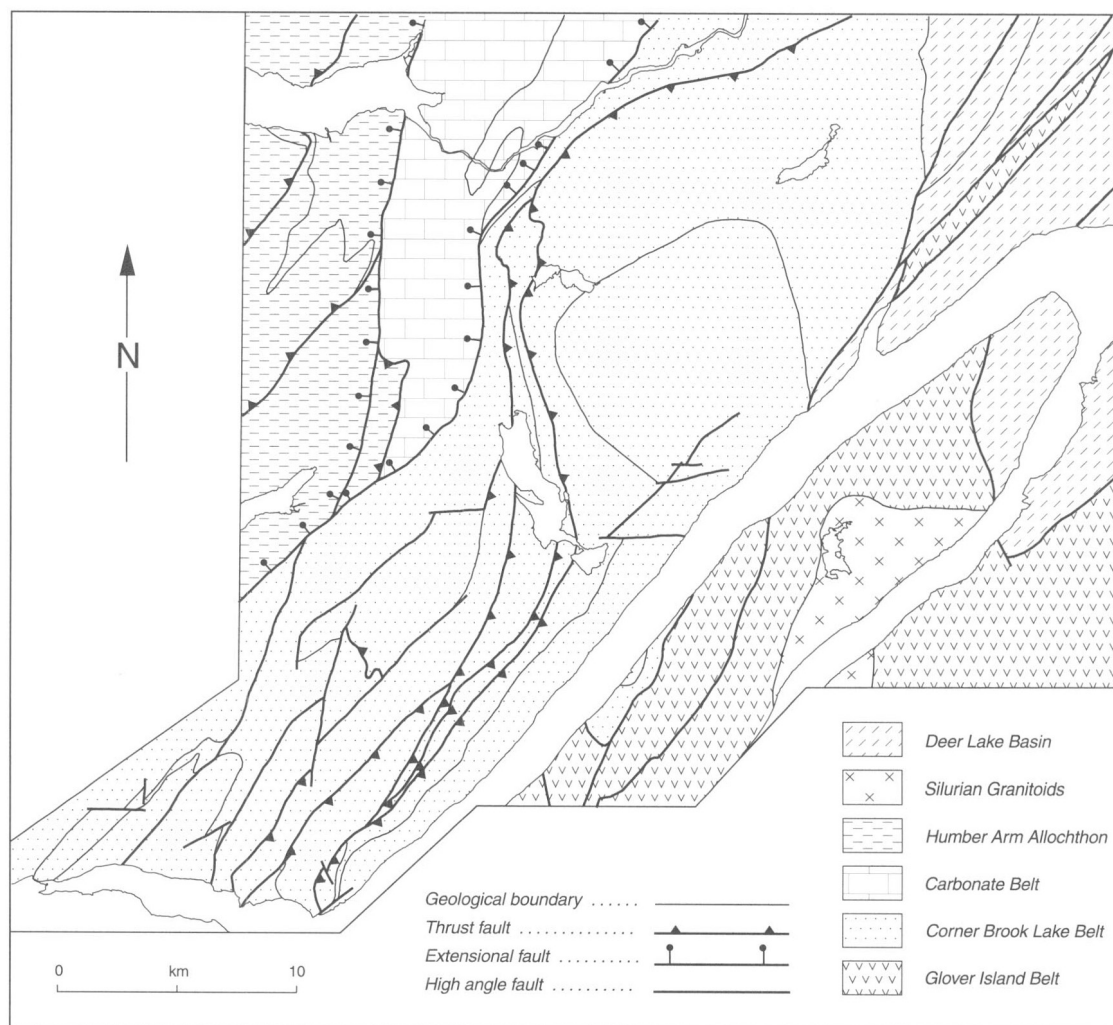 N
Deer Lake Basin
Silurian Granitoids
Humber Arm Allochthon
Carbonate Belt
Corner Brook Lake Belt
Glover Island Belt
Geological boundary ......
Thrust fault ...............
Extensional fault .........
High angle fault ..........
0 km 10